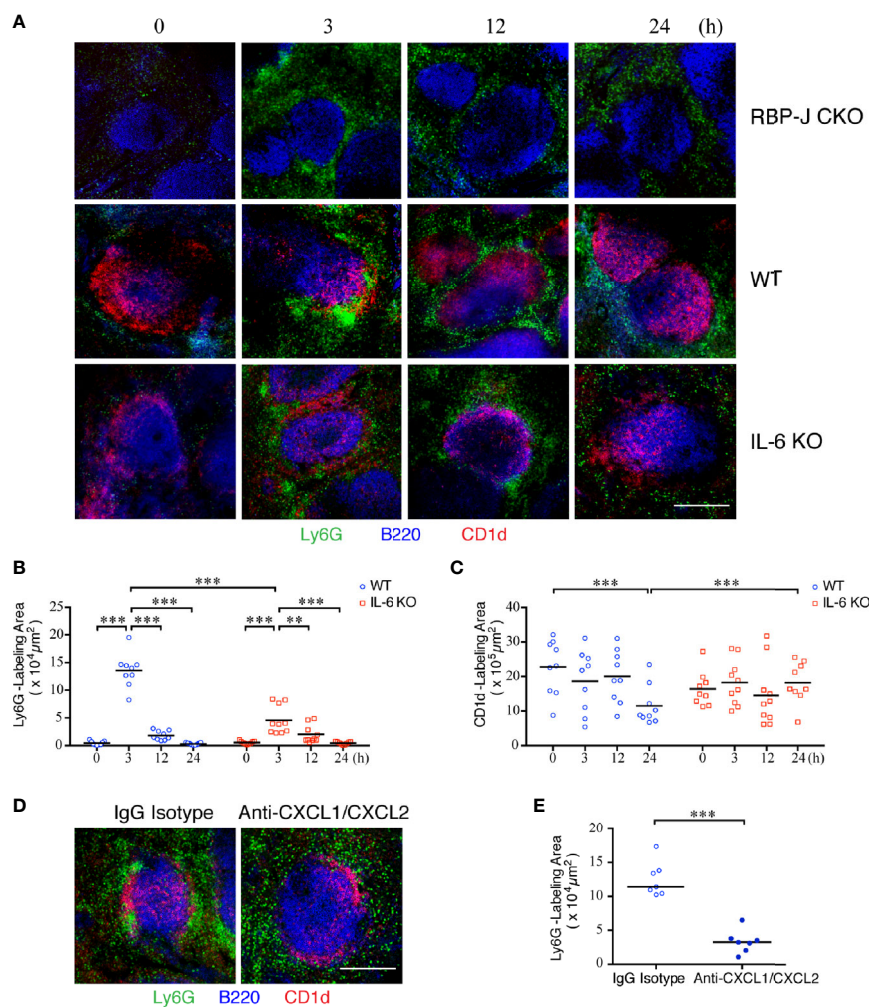 A
0 3 12 24 (h)
RBP-J CKO
WT
IL-6 KO
Ly6G B220 CD1d
B
Ly6G -Labeling Area
( x 10⁴μm²)
25
20
15
10
5
0
*** *** *** *** *** *** **
WT
IL-6 KO
0 3 12 24 0 3 12 24 (h)
C
CD1d -Labeling Area
( x 10⁵μm²)
40
30
20
10
0
*** ***
WT
IL-6 KO
0 3 12 24 0 3 12 24 (h)
D
IgG Isotype Anti-CXCL1/CXCL2
Ly6G B220 CD1d
E
Ly6G -Labeling Area
( x 10⁴μm²)
20
15
10
5
0
***
IgG Isotype Anti-CXCL1/CXCL2